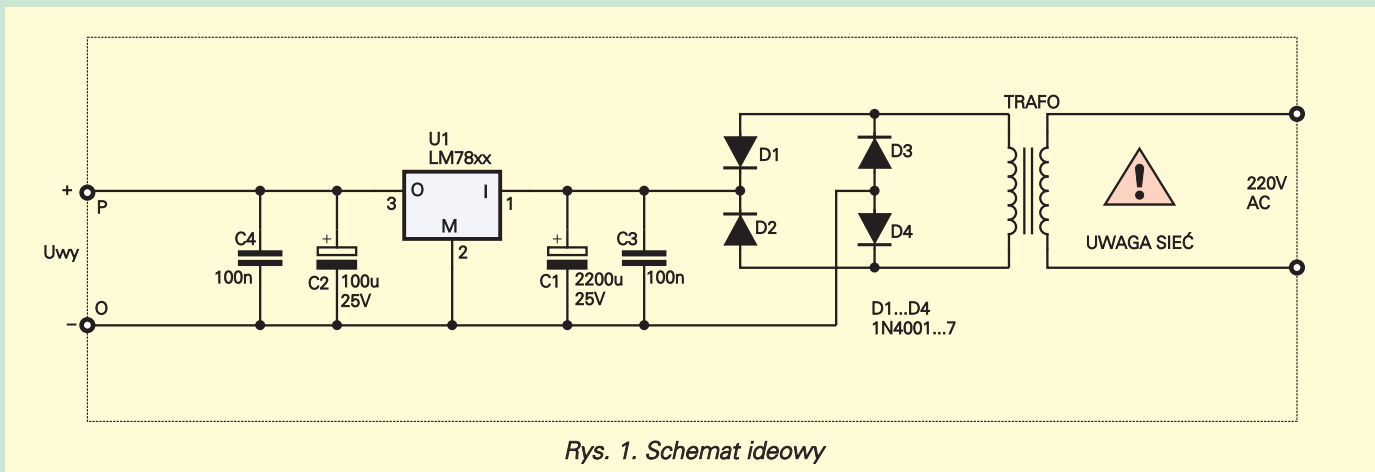 TRAFO
U1
LM78xx
D1
D3
+
P
3
O
I
1
M
2
220V
AC
C4
100n
+
C2
100u
25V
+
C1
2200u
25V
C3
100n
D2
D4
UWAGA SIEĆ
!
Uwy
O
–
D1...D4
1N4001...7
Rys. 1. Schemat ideowy